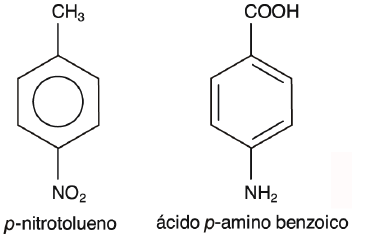 CH3 COOH
NO2 NH2
p-nitrotolueno ácido p-amino benzoico